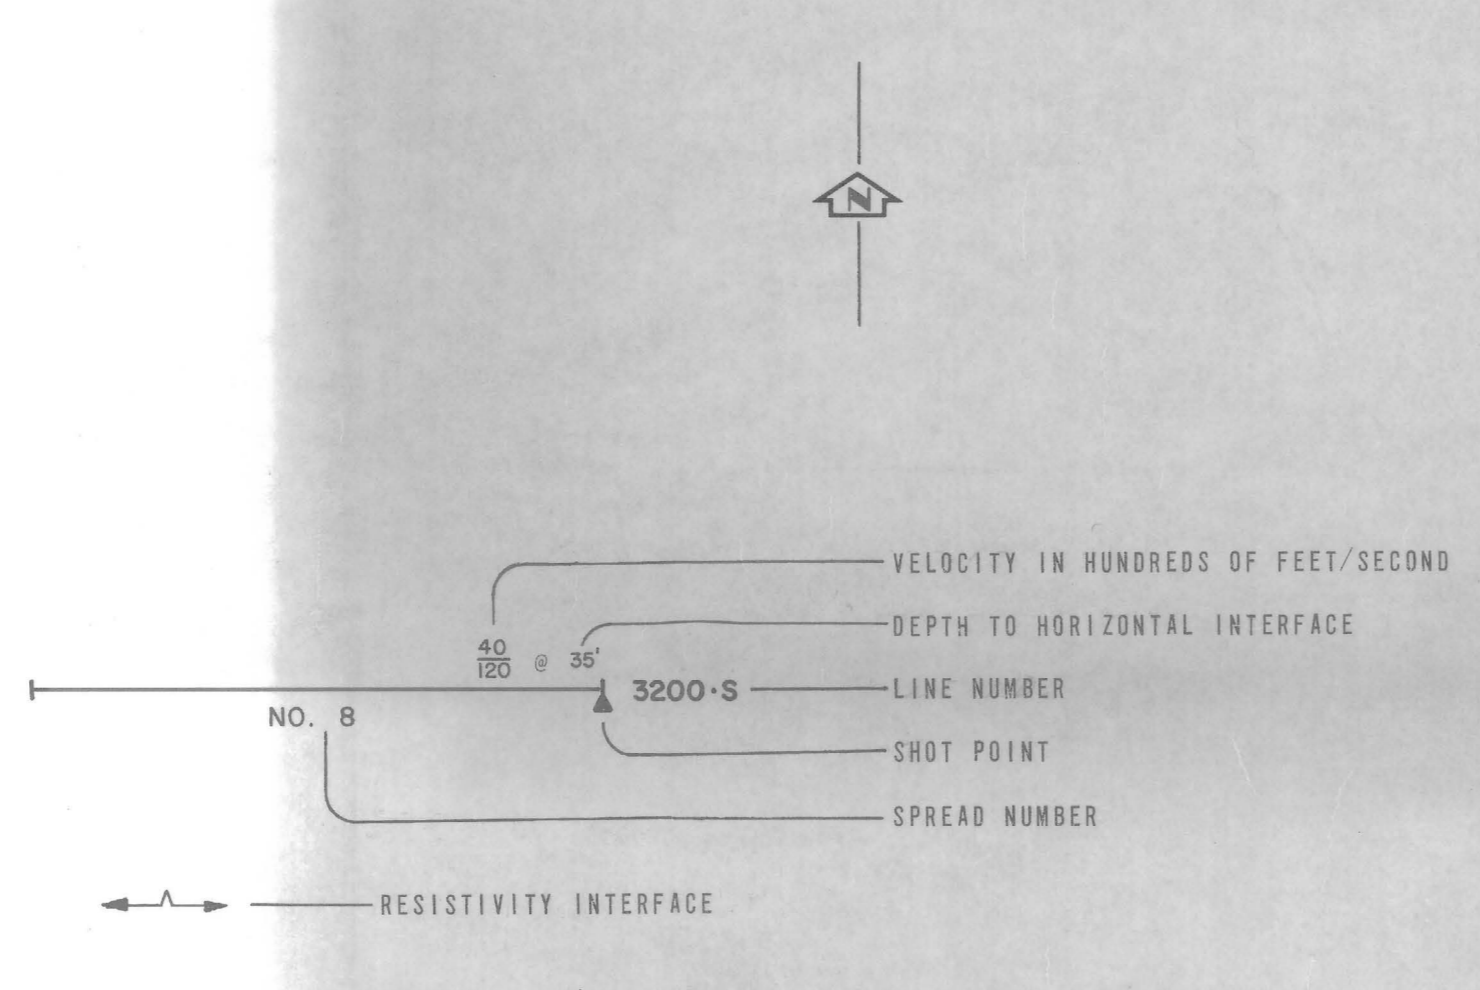 N
VELOCITY IN HUNDREDS OF FEET/SECOND
DEPTH TO HORIZONTAL INTERFACE
40
120 @ 35'
3200·S LINE NUMBER
NO. 8
SHOT POINT
SPREAD NUMBER
RESISTIVITY INTERFACE